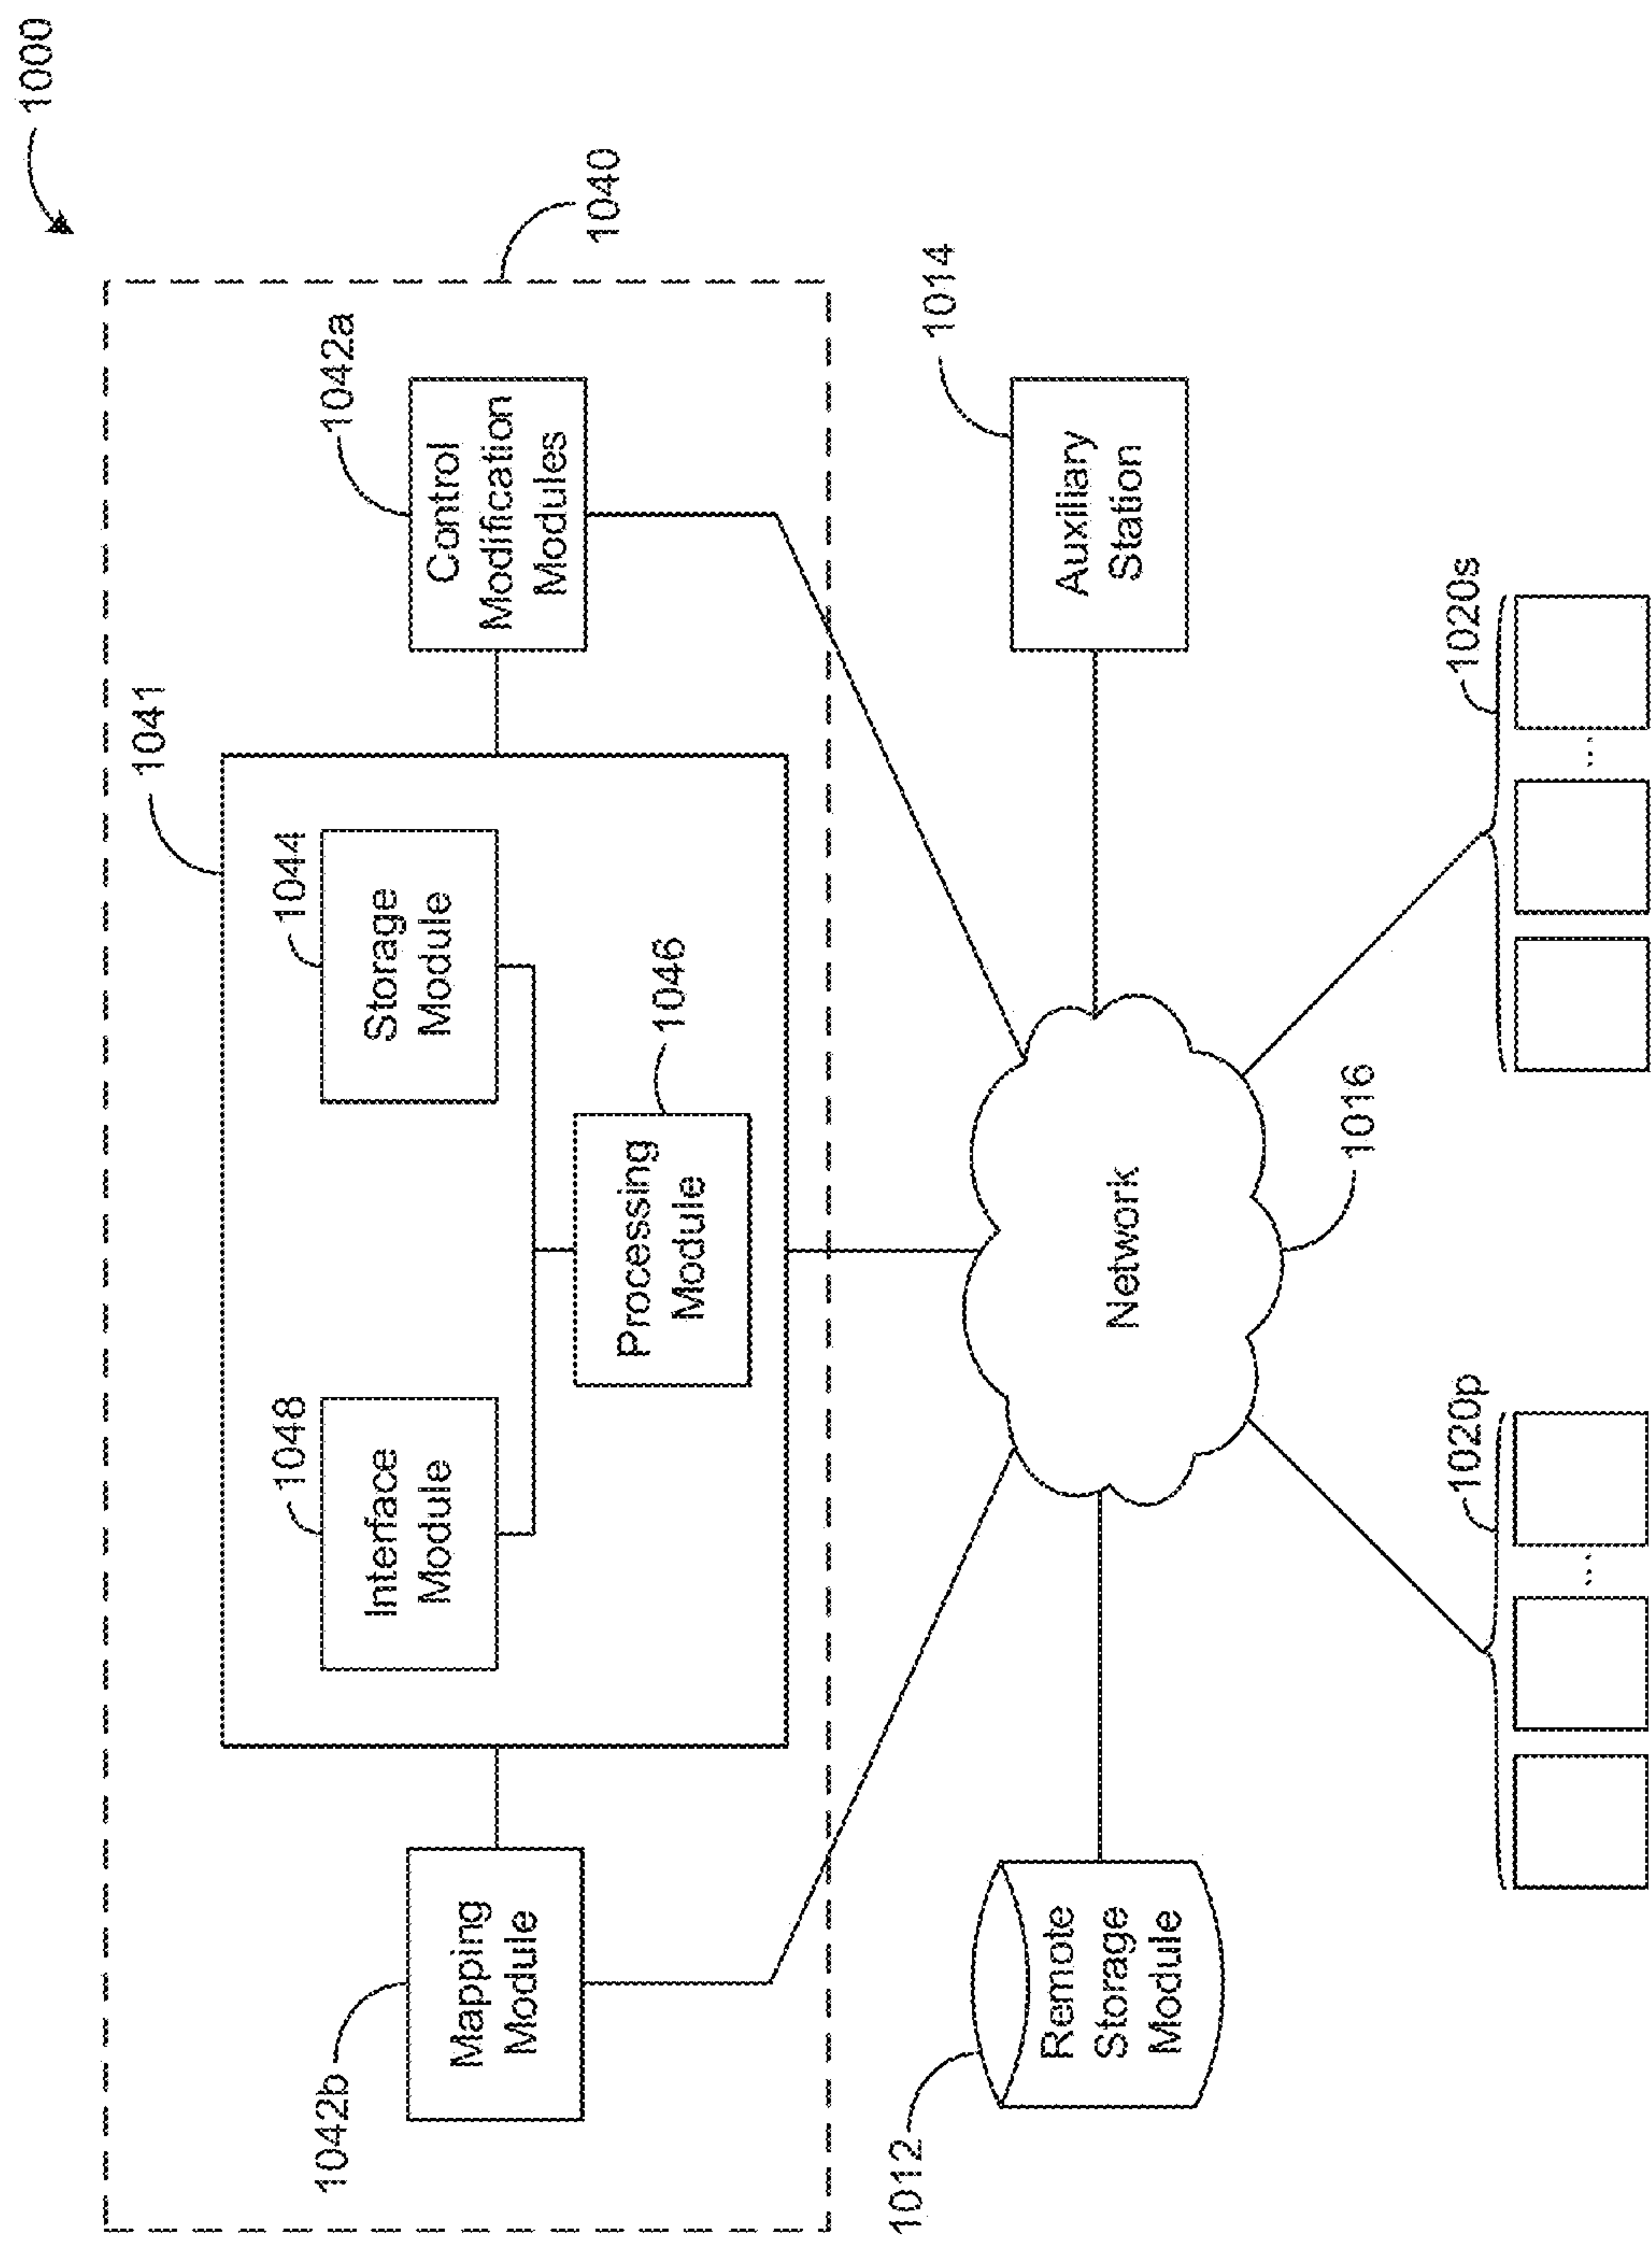 1000
1040
1041
1042b
Mapping
Module
1048
Interface
Module
1044
Storage
Module
1046
Processing
Module
1042a
Control
Modification
Modules
1012
Remote
Storage
Module
Network
1016
1014
Auxiliary
Station
1020p
...
1020s
...